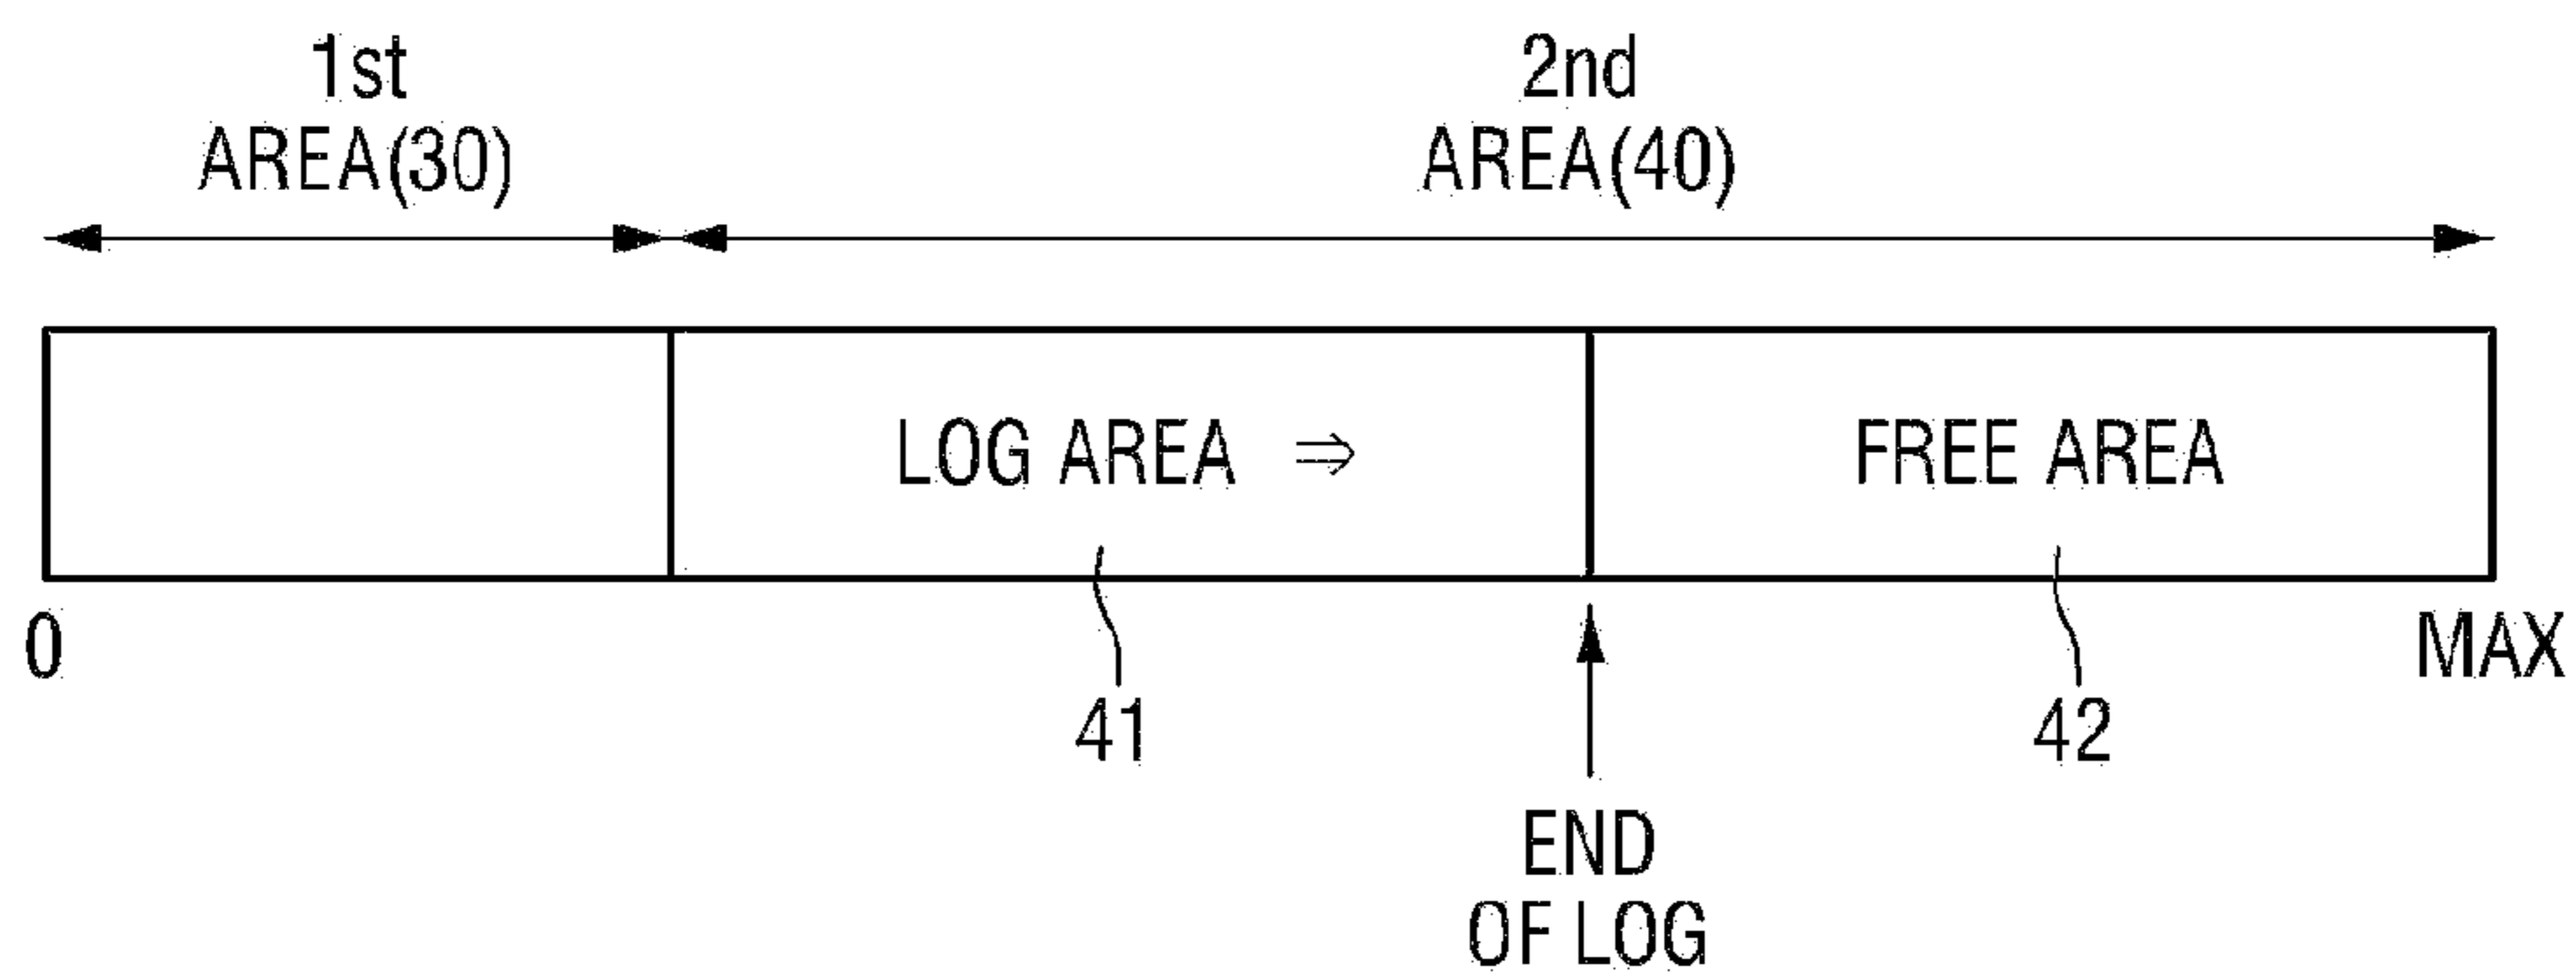 1st
AREA(30)
2nd
AREA(40)
LOG AREA ⇒
FREE AREA
0
MAX
41
42
END
OF LOG